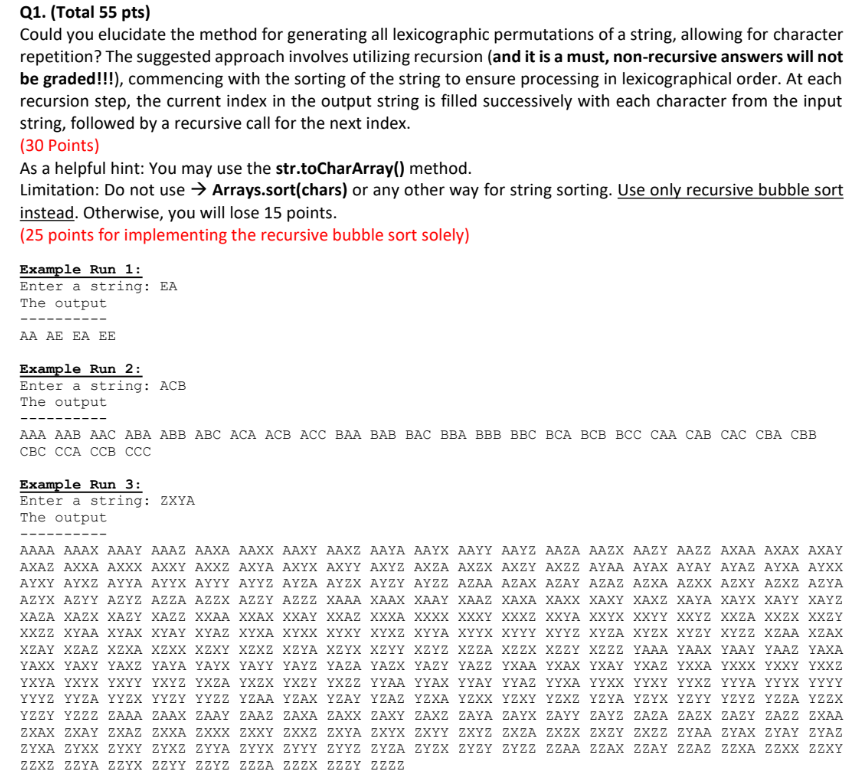 Q1. (Total 55 pts)
Could you elucidate the method for generating all lexicographic permutations of a string, allowing for character
repetition? The suggested approach involves utilizing recursion (and it is a must, non-recursive answers will not
be graded!!!), commencing with the sorting of the string to ensure processing in lexicographical order. At each
recursion step, the current index in the output string is filled successively with each character from the input
string, followed by a recursive call for the next index.
(30 Points)
As a helpful hint: You may use the str.toCharArray() method.
Limitation: Do not use → Arrays.sort(chars) or any other way for string sorting. Use only recursive bubble sort
instead. Otherwise, you will lose 15 points.
(25 points for implementing the recursive bubble sort solely)
Example Run 1:
Enter a string: EA
The output
----------
AA AE EA EE
Example Run 2:
Enter a string: ACB
The output
----------
AAA AAB AAC ABA ABB ABC ACA ACB ACC BAA BAB BAC BBA BBB BBC BCA BCB BCC CAA CAB CAC CBA CBB
CBC CCA CCB CCC
Example Run 3:
Enter a string: ZXYA
The output
----------
AAAA AAAX AAAY AAAZ AAXA AAXX AAXY AAXZ AAYA AAYX AAYY AAYZ AAZA AAZX AAZY AAZZ AXAA AXAX AXAY
AXAZ AXXA AXXX AXXY AXXZ AXYA AXYX AXYY AXYZ AXZA AXZX AXZY AXZZ AYAA AYAX AYAY AYAZ AYXA AYXX
AYXY AYXZ AYYA AYYX AYYY AYYZ AYZA AYZX AYZY AYZZ AZAA AZAX AZAY AZAZ AZXA AZXX AZXY AZXZ AZYA
AZYX AZYY AZYZ AZZA AZZX AZZY AZZZ XAAA XAAX XAAY XAAZ XAXA XAXX XAXY XAXZ XAYA XAYX XAYY XAYZ
XAZA XAZX XAZY XAZZ XXAA XXAX XXAY XXAZ XXXA XXXX XXXY XXXZ XXYA XXYX XXYY XXYZ XXZA XXZX XXZY
XXZZ XYAA XYAX XYAY XYAZ XYXA XYXX XYXY XYXZ XYYA XYYX XYYY XYYZ XYZA XYZX XYZY XYZZ XZAA XZAX
XZAY XZAZ XZXA XZXX XZXY XZXZ XZYA XZYX XZYY XZYZ XZZA XZZX XZZY XZZZ YAAA YAAX YAAY YAAZ YAXA
YAXX YAXY YAXZ YAYA YAYX YAYY YAYZ YAZA YAZX YAZY YAZZ YXAA YXAX YXAY YXAZ YXXA YXXX YXXY YXXZ
YXYA YXYX YXYY YXYZ YXZA YXZX YXZY YXZZ YYAA YYAX YYAY YYAZ YYXA YYXX YYXY YYXZ YYYA YYYX YYYY
YYYZ YYZA YYZX YYZY YYZZ YZAA YZAX YZAY YZAZ YZXA YZXX YZXY YZXZ YZYA YZYX YZYY YZYZ YZZA YZZX
YZZY YZZZ ZAAA ZAAX ZAAY ZAAZ ZAXA ZAXX ZAXY ZAXZ ZAYA ZAYX ZAYY ZAYZ ZAZA ZAZX ZAZY ZAZZ ZXAA
ZXAX ZXAY ZXAZ ZXXA ZXXX ZXXY ZXXZ ZXYA ZXYX ZXYY ZXYZ ZXZA ZXZX ZXZY ZXZZ ZYAA ZYAX ZYAY ZYAZ
ZYXA ZYXX ZYXY ZYXZ ZYYA ZYYX ZYYY ZYYZ ZYZA ZYZX ZYZY ZYZZ ZZAA ZZAX ZZAY ZZAZ ZZXA ZZXX ZZXY
ZZXZ ZZYA ZZYX ZZYY ZZYZ ZZZA ZZZX ZZZY ZZZZ